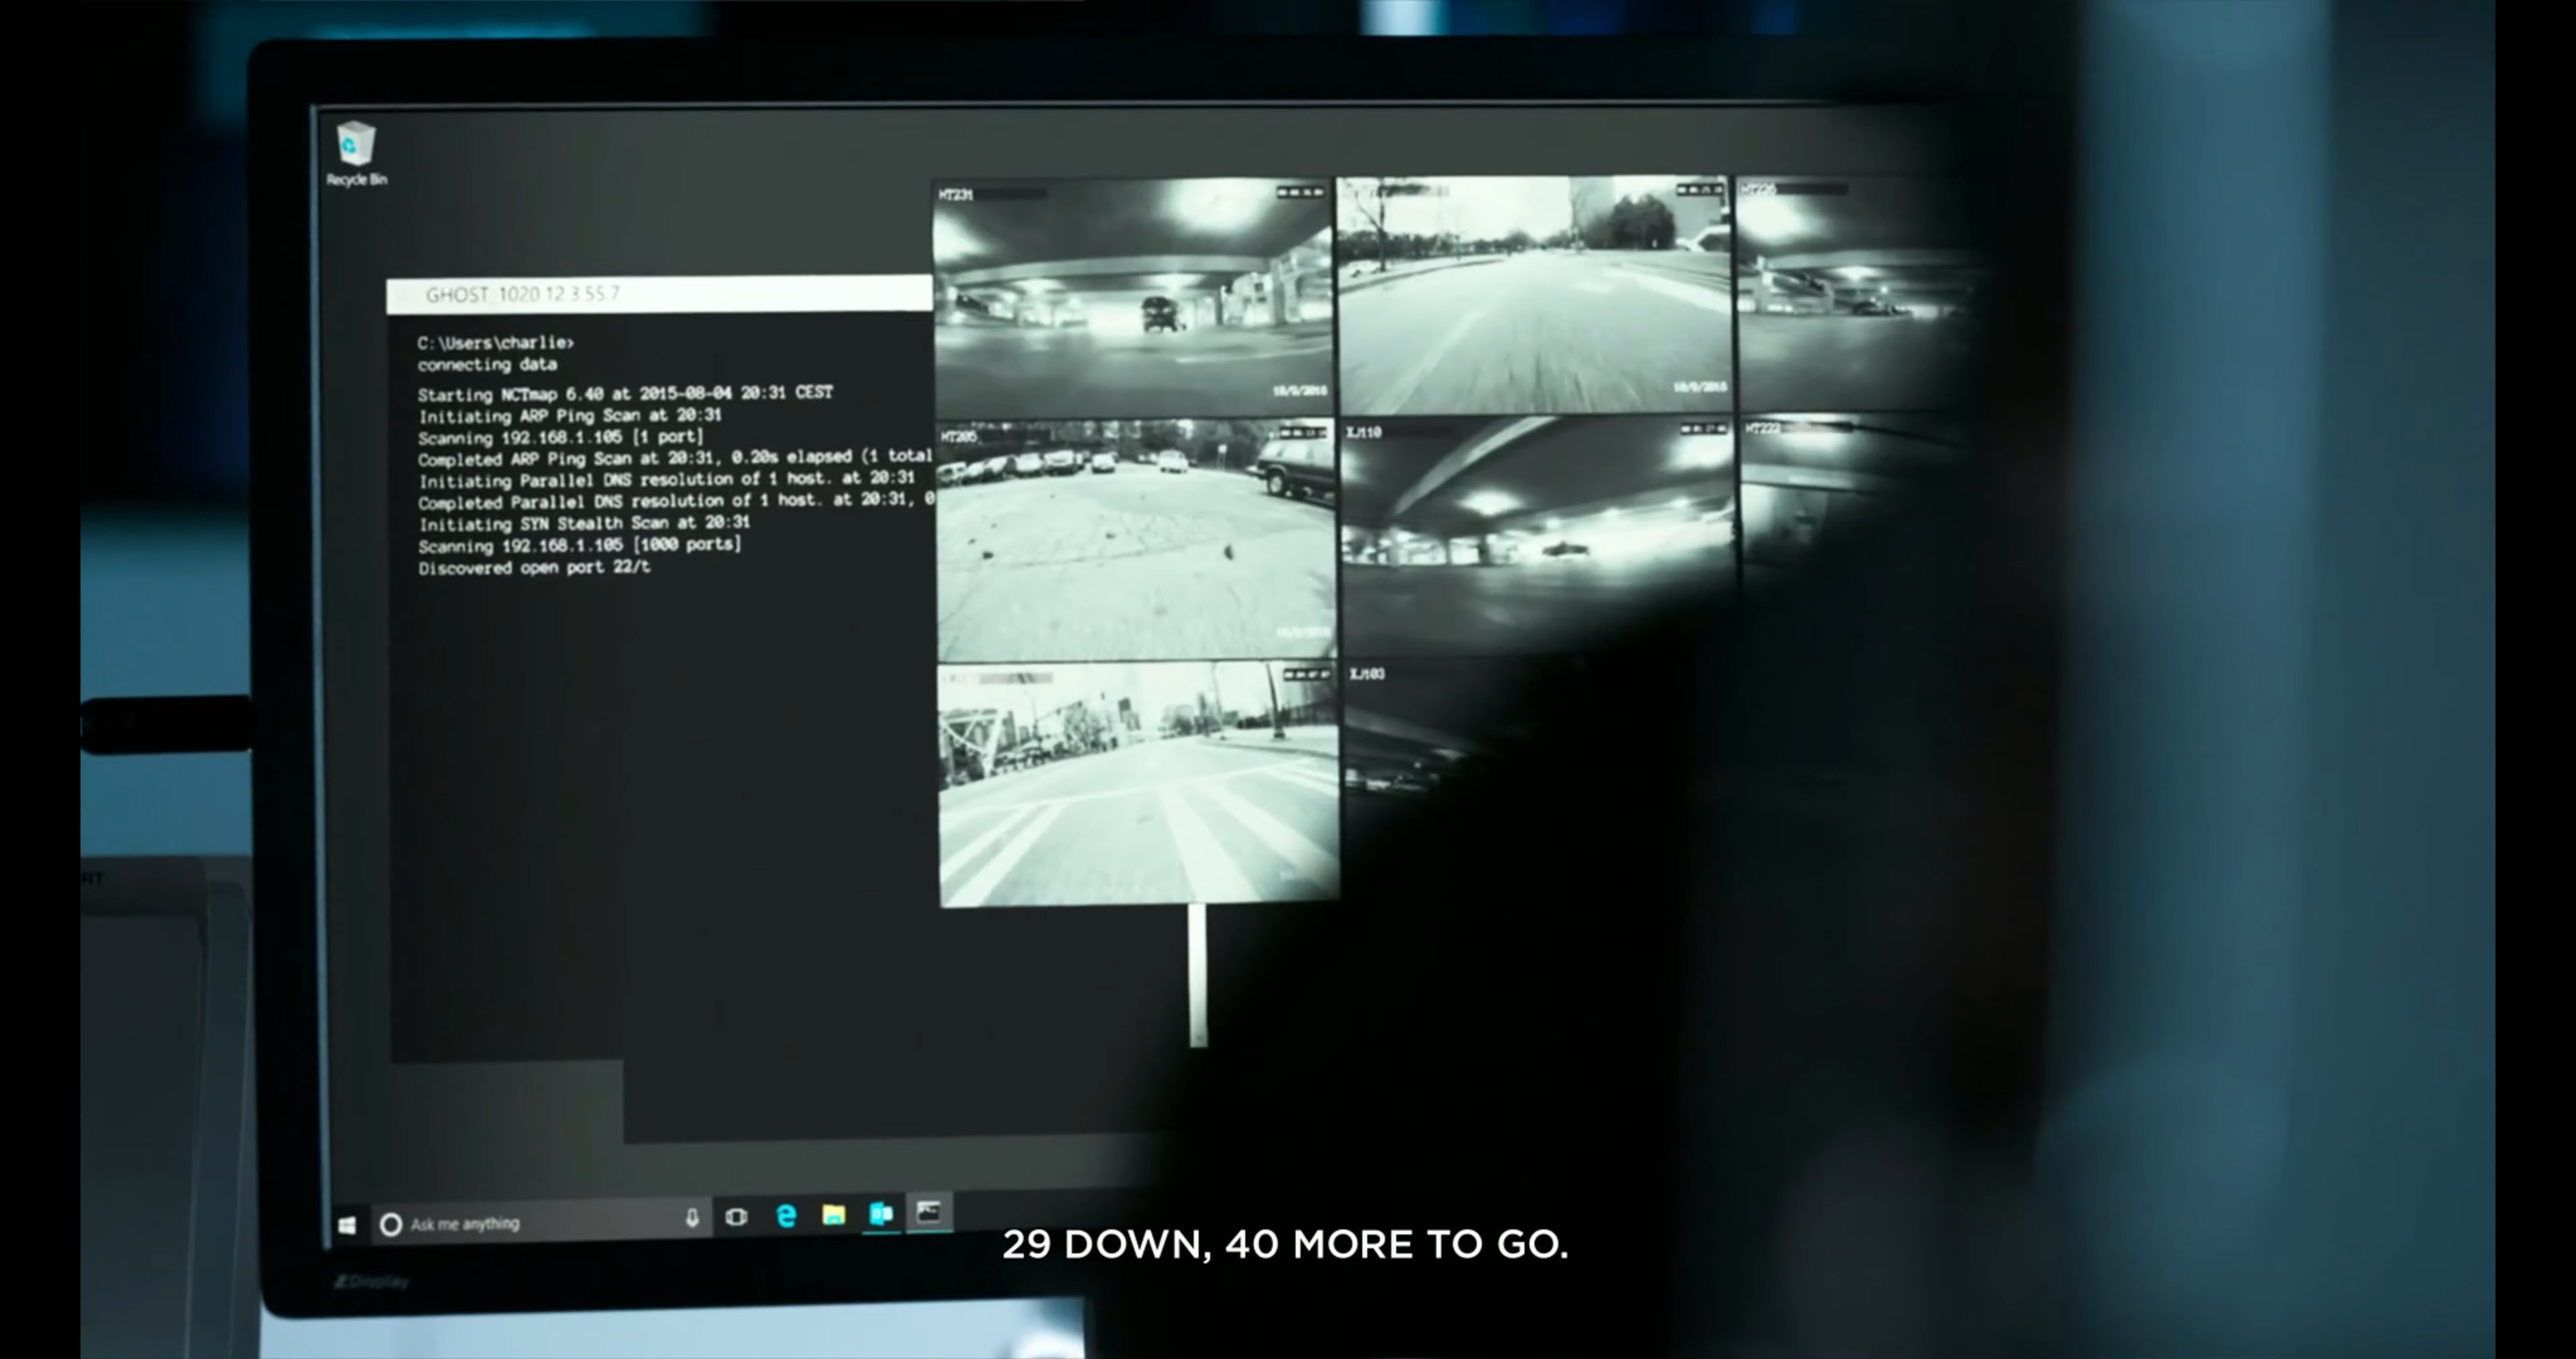 Recycle Bin
GHOST 1020 12 3.55.7
C:\Users\charlie>
connecting data
Starting NCTmap 6.40 at 2015-08-04 20:31 CEST
Initiating ARP Ping Scan at 20:31
Scanning 192.168.1.105 [1 port]
Completed ARP Ping Scan at 20:31, 0.20s elapsed (1 total
Initiating Parallel DNS resolution of 1 host. at 20:31
Completed Parallel DNS resolution of 1 host. at 20:31, 0
Initiating SYN Stealth Scan at 20:31
Scanning 192.168.1.105 [1000 ports]
Discovered open port 22/t
HT231
HT205
XJ110
HT222
XJ103
RT
Ask me anything
ZDisplay
29 DOWN, 40 MORE TO GO.